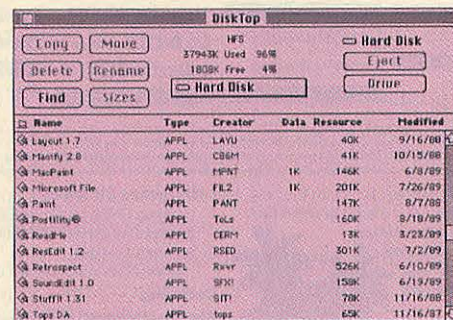 DiskTop
Copy Move HFS Hard Disk
37943K Used 96%
Delete Rename 1808K Free 4% Eject
Find Sizes Hard Disk Drive
Name Type Creator Data Resource Modified
Layout 1.7 APPL LAYU 40K 9/16/88
Maxify 2.0 APPL 41K 10/15/88
MacPaint APPL MPNT 1K 146K 6/8/89
Microsoft File APPL FIL2 1K 201K 7/26/89
Paint APPL PANT 147K 8/7/88
Postility® APPL ToLs 160K 8/18/89
ReadMe APPL CERM 13K 3/23/89
ResEdit 1.2 APPL RSED 301K 7/2/89
Retrospect APPL Rxvr 526K 6/10/89
SoundEdit 1.0 APPL SFX! 158K 6/19/89
StuffIt 1.31 APPL SIT! 78K 11/16/88
Tops DA APPL tops 65K 11/16/87